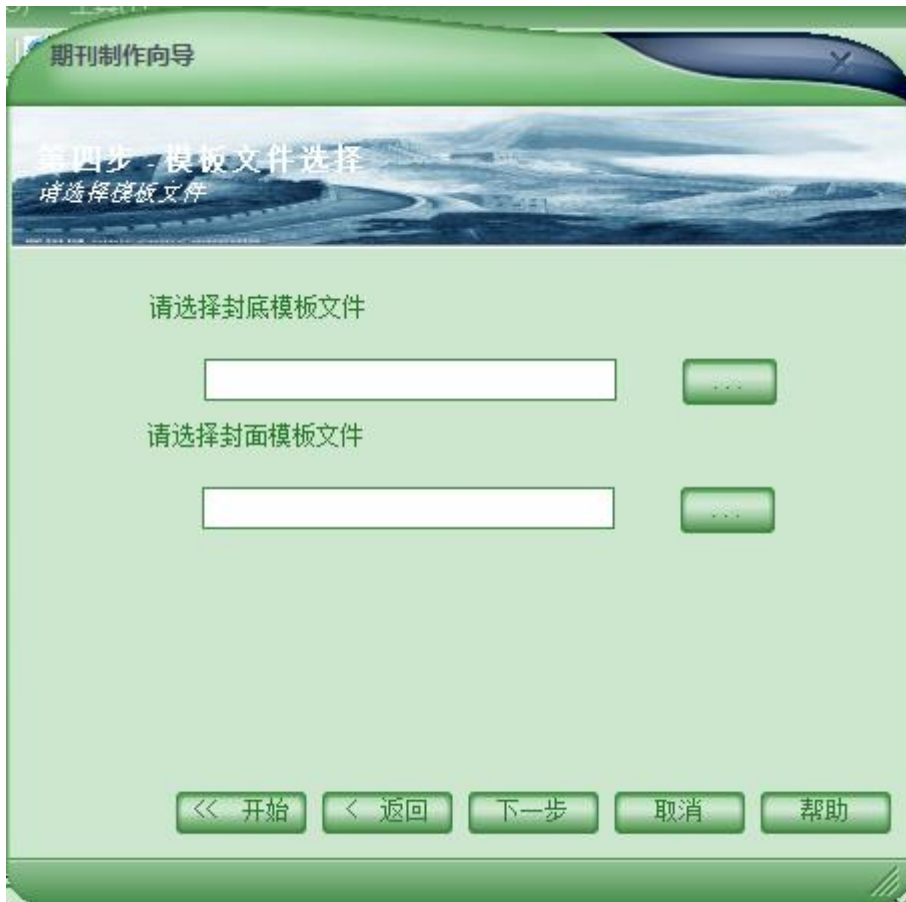 期刊制作向导
第四步 - 模板文件选择
请选择模板文件
请选择封底模板文件
...
请选择封面模板文件
...
<< 开始
< 返回
下一步
取消
帮助